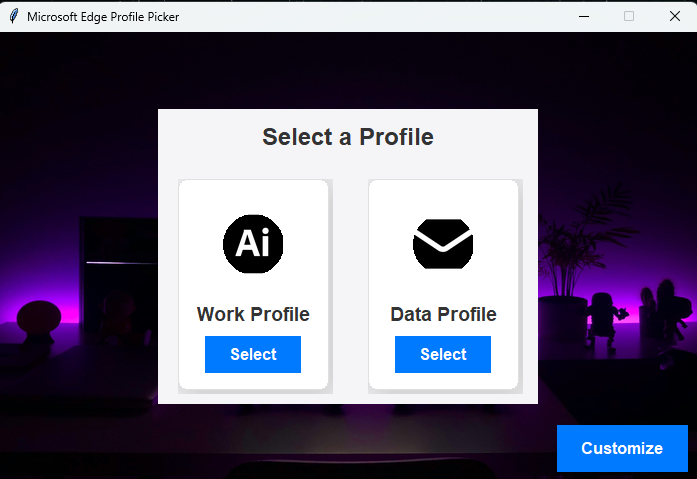 Microsoft Edge Profile Picker
Select a Profile
Ai
Work Profile
Data Profile
Select
Select
Customize